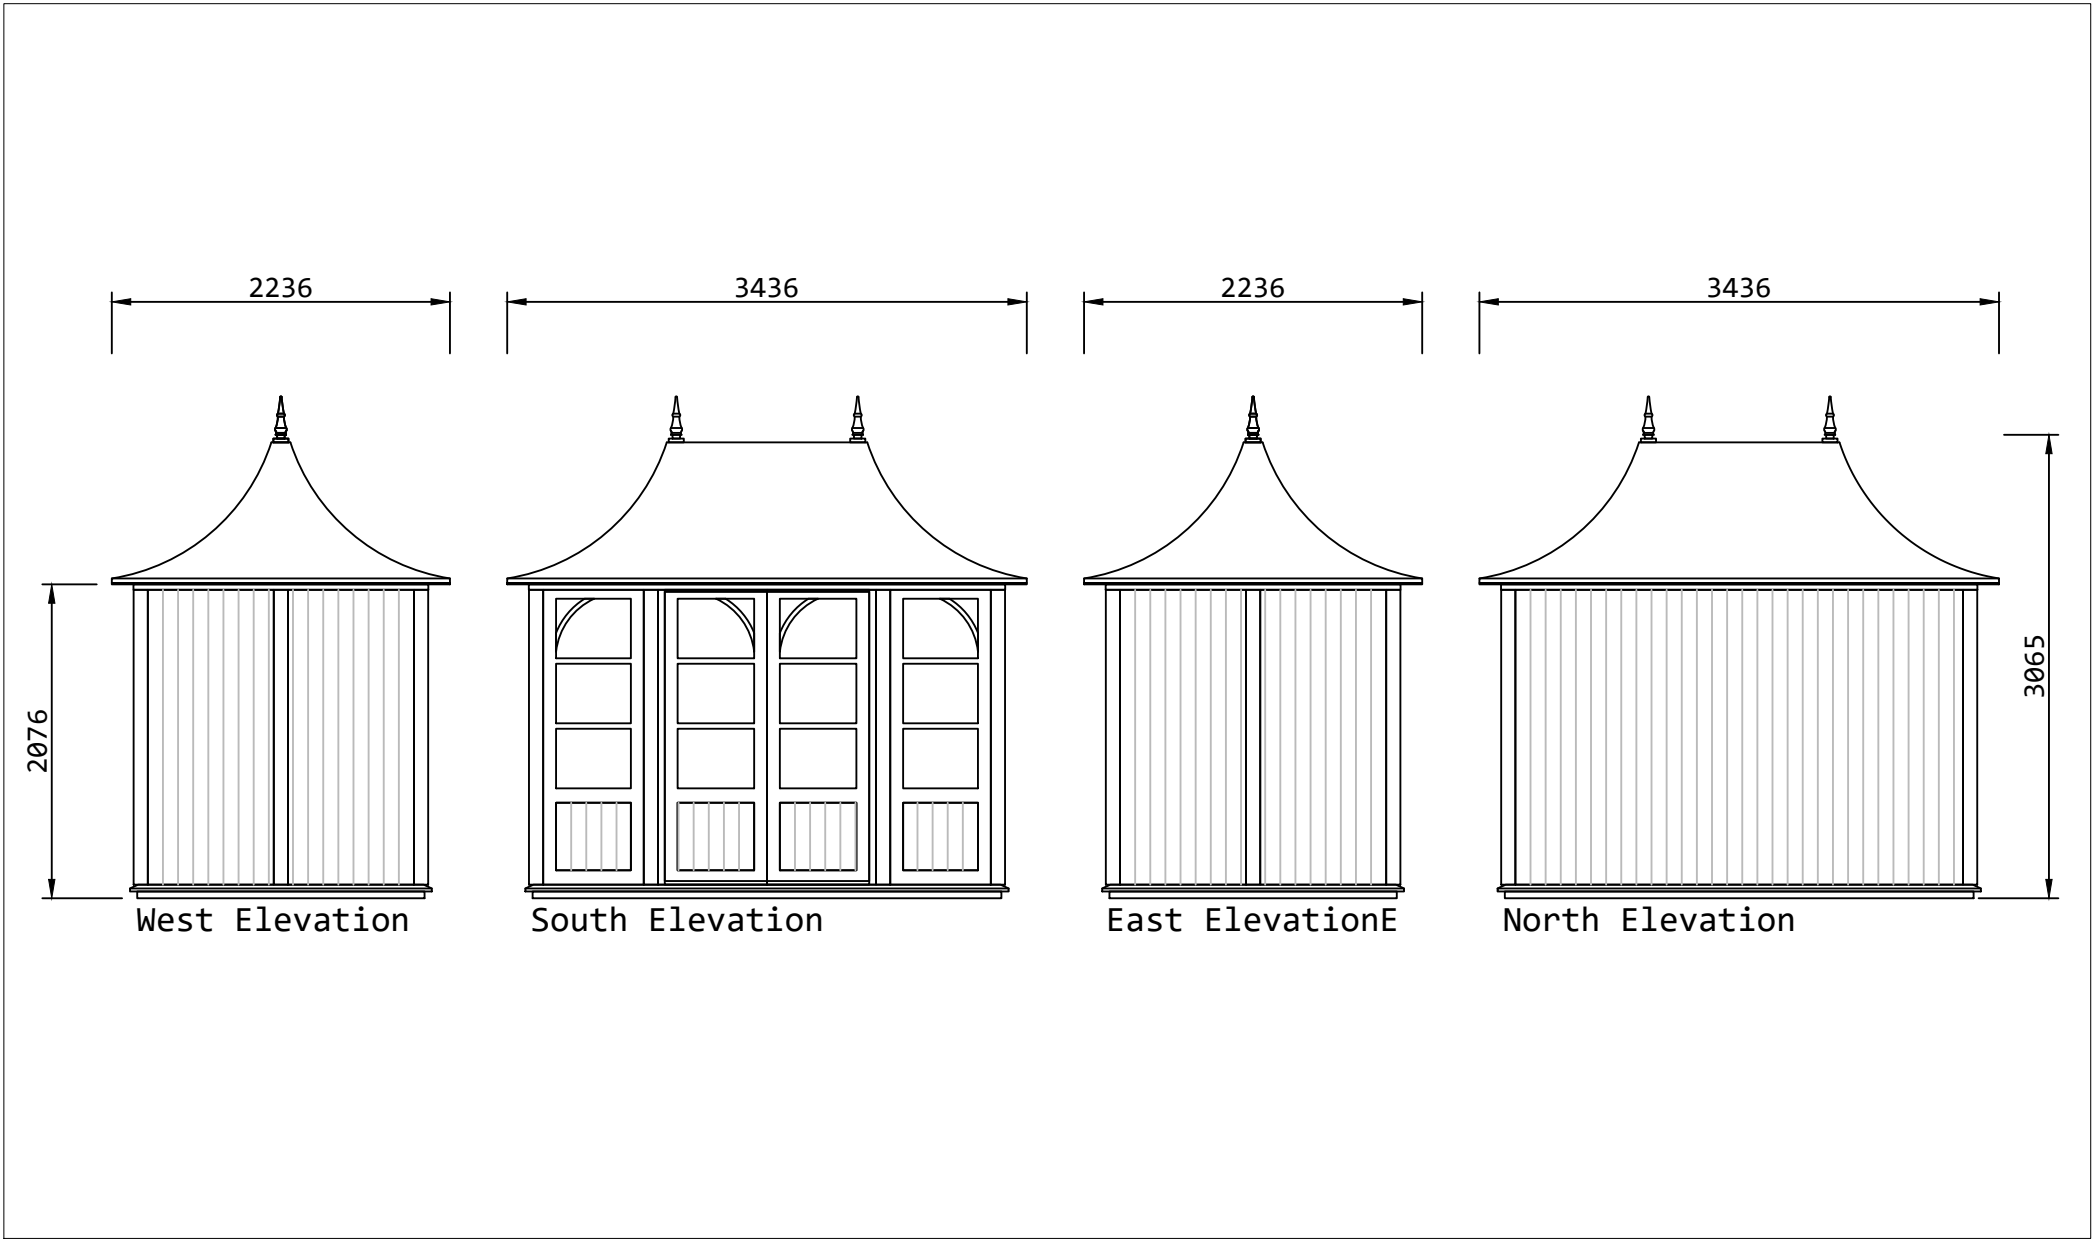 2236
3436
2236
3436
2076
3065
West Elevation
South Elevation
East ElevationE
North Elevation